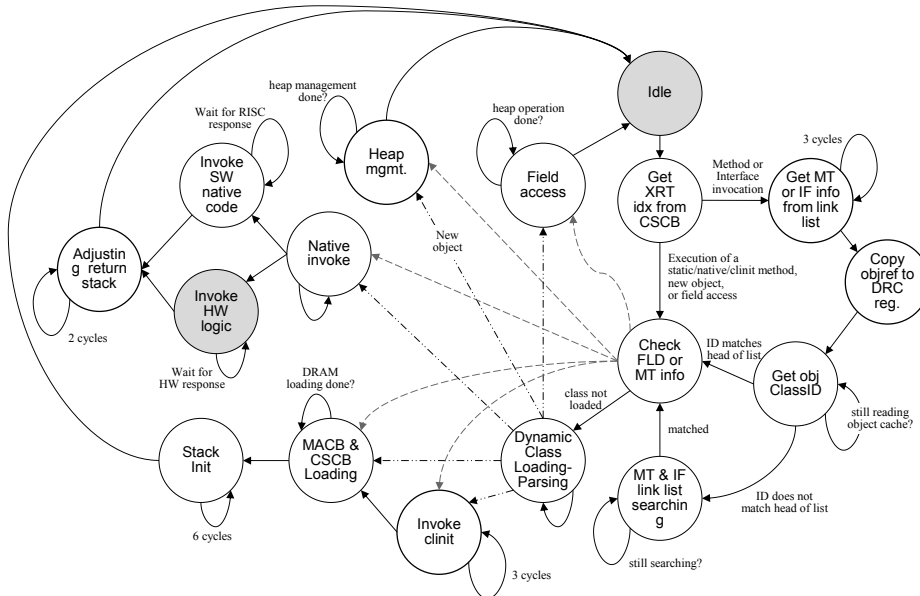 Idle
heap management
done?
Wait for RISC
response
heap operation
done?
3 cycles
Invoke
SW
native
code
Heap
mgmt.
Field
access
Get
XRT
idx from
CSCB
Method or
Interface
invocation
Get MT
or IF info
from link
list
Adjustin
g return
stack
Native
invoke
New
object
Execution of a
static/native/clinit method,
new object,
or field access
Copy
objref to
DRC
reg.
Invoke
HW
logic
2 cycles
Wait for
HW response
DRAM
loading done?
Check
FLD or
MT info
ID matches
head of list
Get obj
ClassID
class not
loaded
still reading
object cache?
matched
Stack
Init
MACB &
CSCB
Loading
Dynamic
Class
Loading-
Parsing
MT & IF
link list
searchin
g
ID does not
match head of list
6 cycles
Invoke
clinit
3 cycles
still searching?